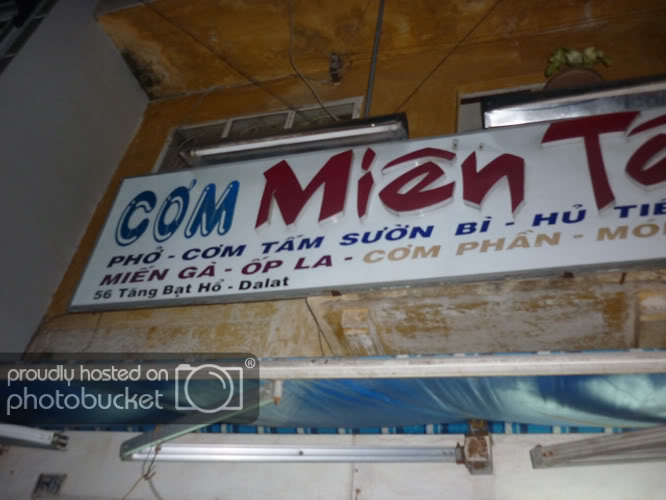 CƠM Miền
PHỞ - CƠM TẤM SƯỜN BÌ - HỦ
MIẾN GÀ - ỐP LA - CƠM PHẦN -
56 Tăng Bạt Hổ - Dalat
proudly hosted on
photobucket